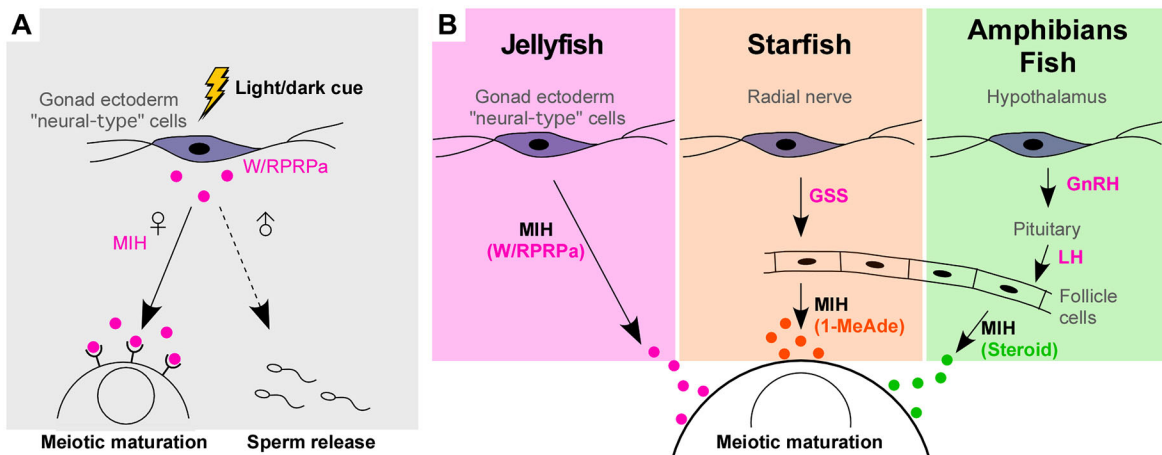 A
Light/dark cue
Gonad ectoderm
"neural-type" cells
W/RPRPa
♀
♂
MIH
Meiotic maturation
Sperm release
B
Jellyfish
Gonad ectoderm
"neural-type" cells
MIH
(W/RPRPa)
Starfish
Radial nerve
GSS
MIH
(1-MeAde)
Amphibians
Fish
Hypothalamus
GnRH
Pituitary
LH
Follicle
cells
MIH
(Steroid)
Meiotic maturation